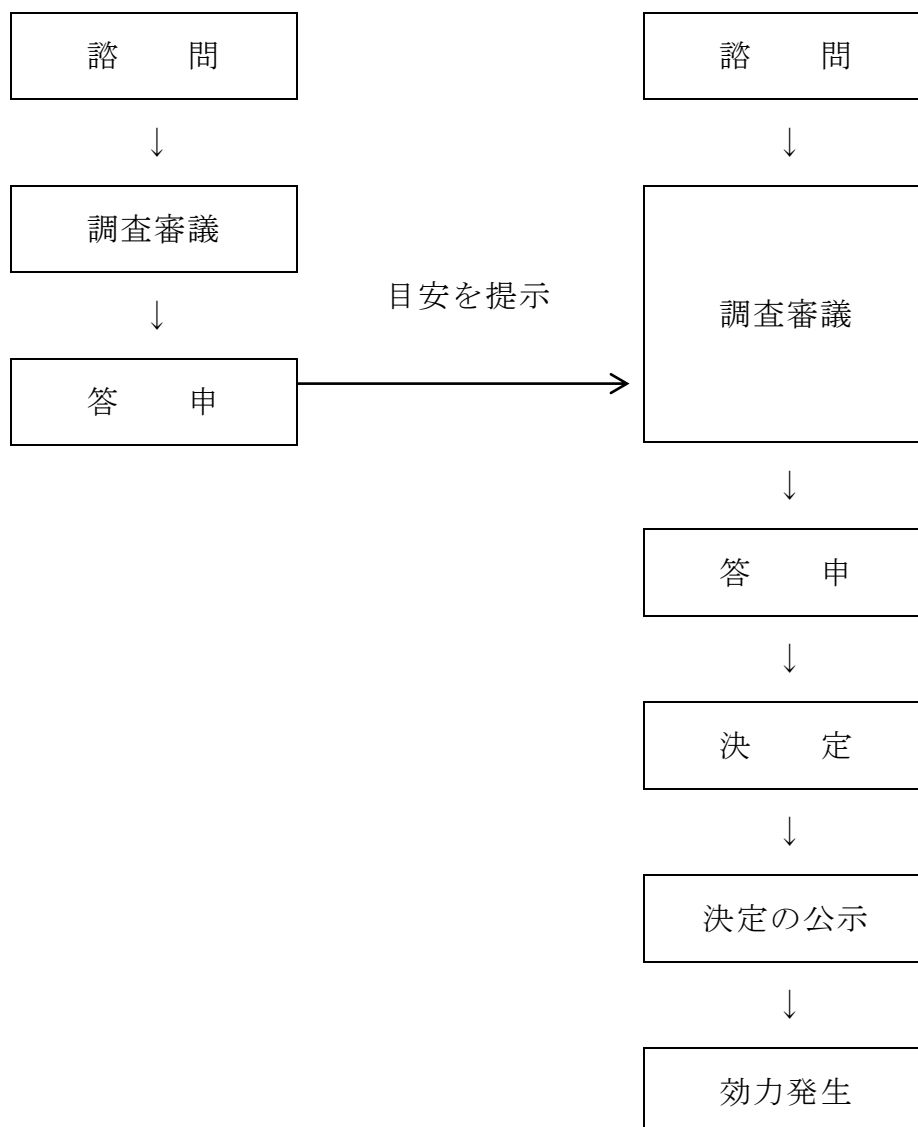 諮　　問
↓
調査審議
↓
答　　申
目安を提示
諮　　問
↓
調査審議
↓
答　　申
↓
決　　定
↓
決定の公示
↓
効力発生